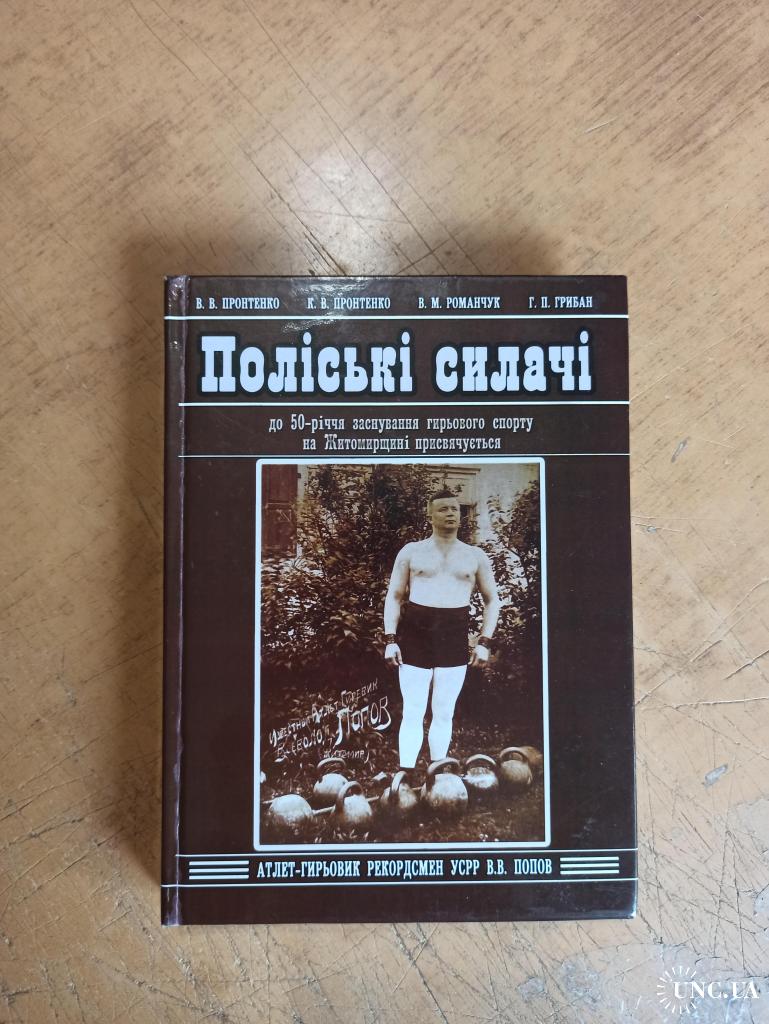 В. В. ПРОНТЕНКО К. В. ПРОНТЕНКО В. М. РОМАНЧУК Г. П. ГРИБАН
Поліські силачі
до 50-річчя заснування гирьового спорту
на Житомирщині присвячується
ПОПОВ
Житомир
АТЛЕТ-ГИРЬОВИК РЕКОРДСМЕН УСРР В.В. ПОПОВ
UNC.UA